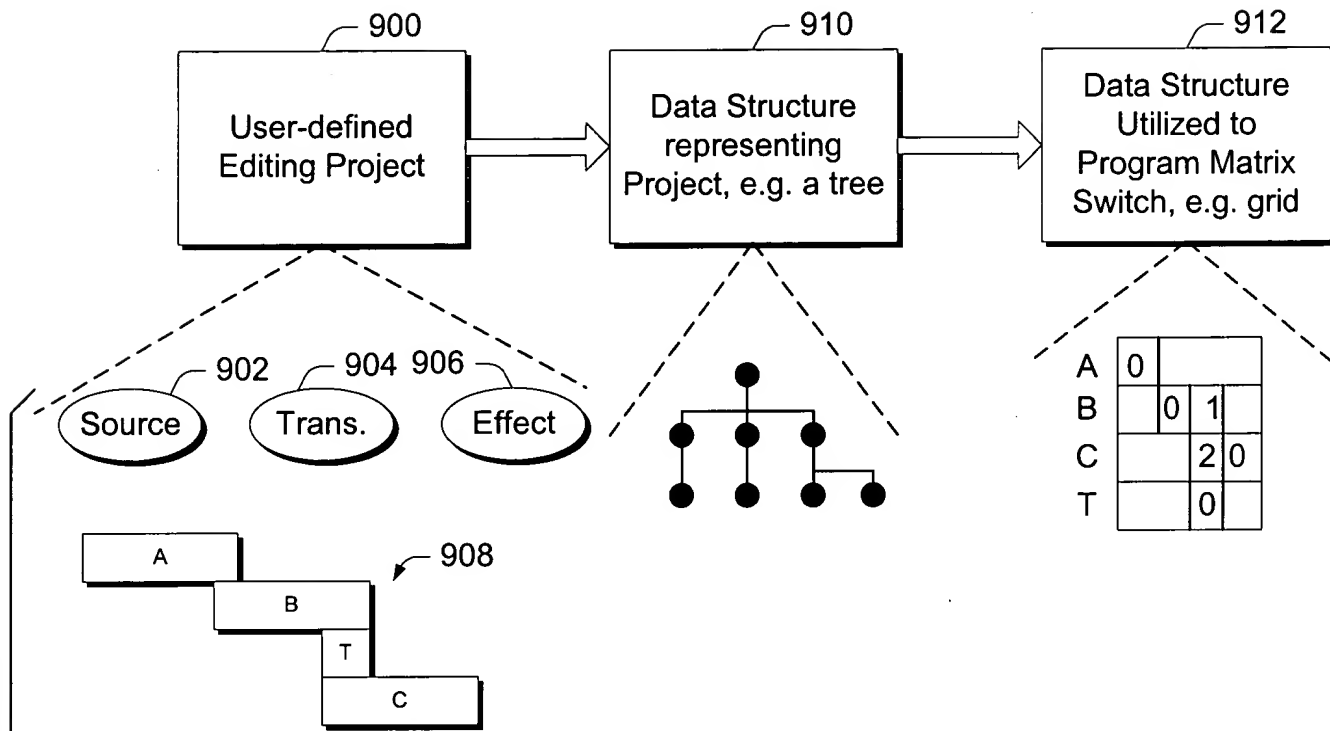 900
910
912
User-defined
Editing Project
Data Structure
representing
Project, e.g. a tree
Data Structure
Utilized to
Program Matrix
Switch, e.g. grid
902
904
906
Source
Trans.
Effect
A 0
B 0 1
C 2 0
T 0
908
A
B
T
C